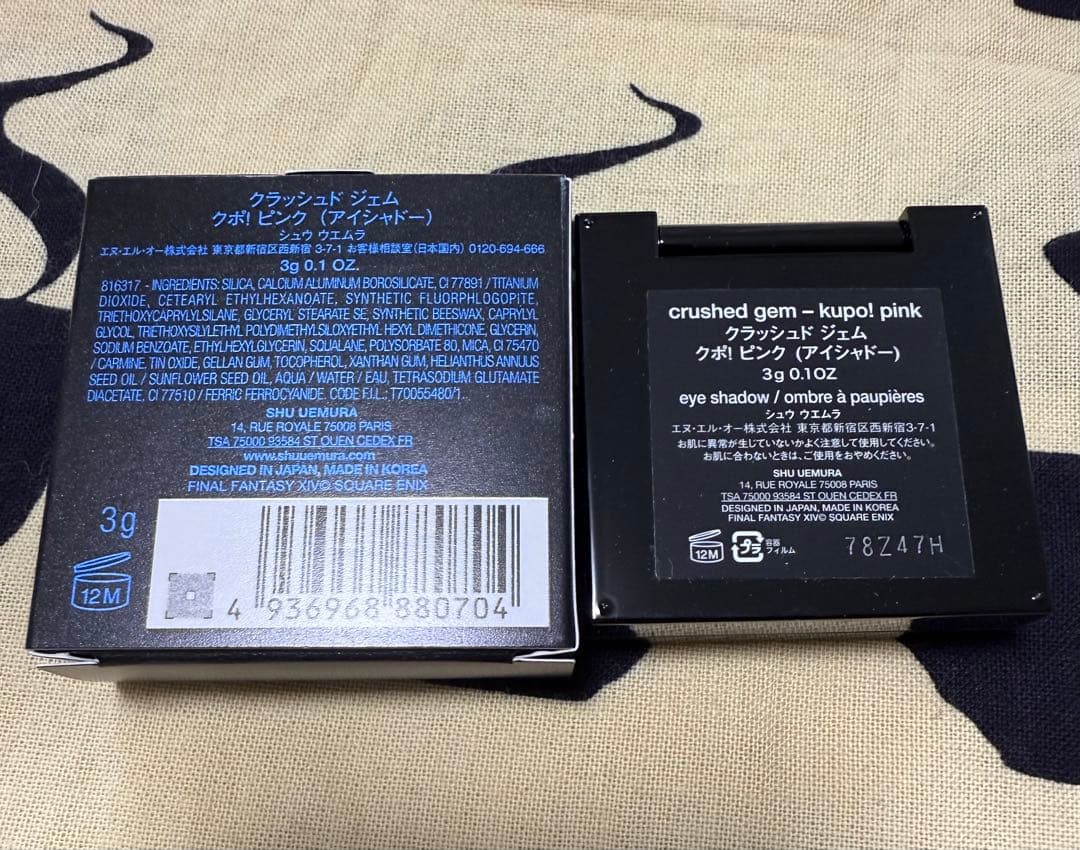 クラッシュド ジェム
クポ! ピンク (アイシャドー)
シュウ ウエムラ
エヌ・エル・オー株式会社 東京都新宿区西新宿 3-7-1 お客様相談室(日本国内) 0120-694-666
3g 0.1 OZ.
816317 - INGREDIENTS: SILICA, CALCIUM ALUMINUM BOROSILICATE, CI 77891 / TITANIUM
DIOXIDE, CETEARYL ETHYLHEXANOATE, SYNTHETIC FLUORPHLOGOPITE,
TRIETHOXYCAPRYLYLSILANE, GLYCERYL STEARATE SE, SYNTHETIC BEESWAX, CAPRYLYL
GLYCOL, TRIETHOXYSILYLETHYL POLYDIMETHYLSILOXYETHYL HEXYL DIMETHICONE, GLYCERIN,
SODIUM BENZOATE, ETHYLHEXYLGLYCERIN, SQUALANE, POLYSORBATE 80, MICA, CI 75470
/ CARMINE, TIN OXIDE, GELLAN GUM, TOCOPHEROL, XANTHAN GUM, HELIANTHUS ANNUUS
SEED OIL / SUNFLOWER SEED OIL, AQUA / WATER / EAU, TETRASODIUM GLUTAMATE
DIACETATE, CI 77510 / FERRIC FERROCYANIDE. CODE F.I.L.: T70055480/1.
SHU UEMURA
14, RUE ROYALE 75008 PARIS
TSA 75000 93584 ST OUEN CEDEX FR
www.shuuemura.com
DESIGNED IN JAPAN, MADE IN KOREA
FINAL FANTASY XIV© SQUARE ENIX
3g
12M
4 936968 880704
crushed gem – kupo! pink
クラッシュド ジェム
クポ! ピンク (アイシャドー)
3g 0.1OZ
eye shadow / ombre à paupières
シュウ ウエムラ
エヌ・エル・オー株式会社 東京都新宿区西新宿3-7-1
お肌に異常が生じていないかよく注意して使用してください。
お肌に合わないときは、ご使用をおやめください。
SHU UEMURA
14, RUE ROYALE 75008 PARIS
TSA 75000 93584 ST OUEN CEDEX FR
DESIGNED IN JAPAN, MADE IN KOREA
FINAL FANTASY XIV© SQUARE ENIX
12M
プラ
容器
フィルム
78Z47H